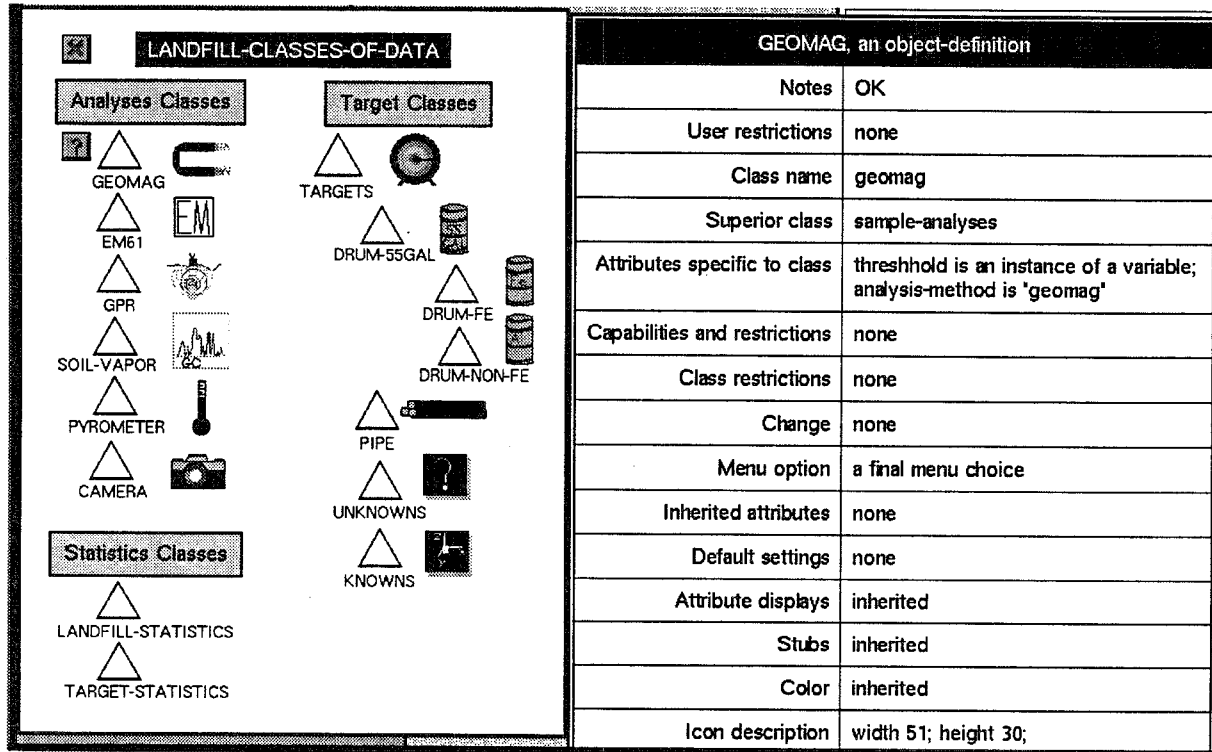 LANDFILL-CLASSES-OF-DATA
Analyses Classes
?
GEOMAG
EM61
EM
GPR
SOIL-VAPOR
GC
PYROMETER
CAMERA
Statistics Classes
LANDFILL-STATISTICS
TARGET-STATISTICS
Target Classes
TARGETS
DRUM-55GAL
55
GAL
DRUM-FE
DRUM-NON-FE
PIPE
UNKNOWNS
?
KNOWNS
GEOMAG, an object-definition
Notes OK
User restrictions none
Class name geomag
Superior class sample-analyses
Attributes specific to class threshhold is an instance of a variable;
analysis-method is "geomag"
Capabilities and restrictions none
Class restrictions none
Change none
Menu option a final menu choice
Inherited attributes none
Default settings none
Attribute displays inherited
Stubs inherited
Color inherited
Icon description width 51; height 30;